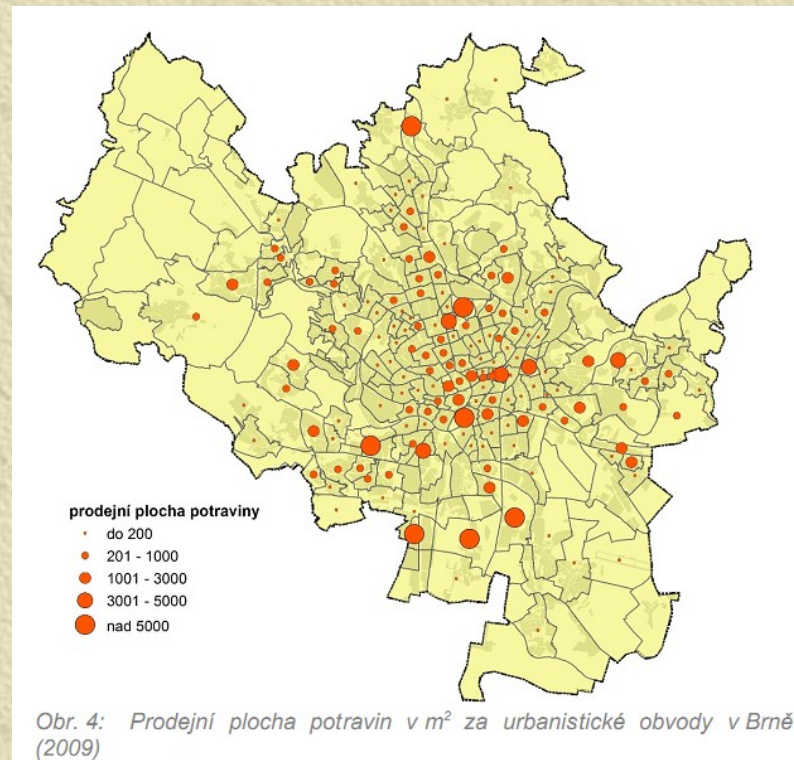 prodejní plocha potraviny
do 200
201 - 1000
1001 - 3000
3001 - 5000
nad 5000
Obr. 4: Prodejní plocha potravin v m² za urbanistické obvody v Brně
(2009)